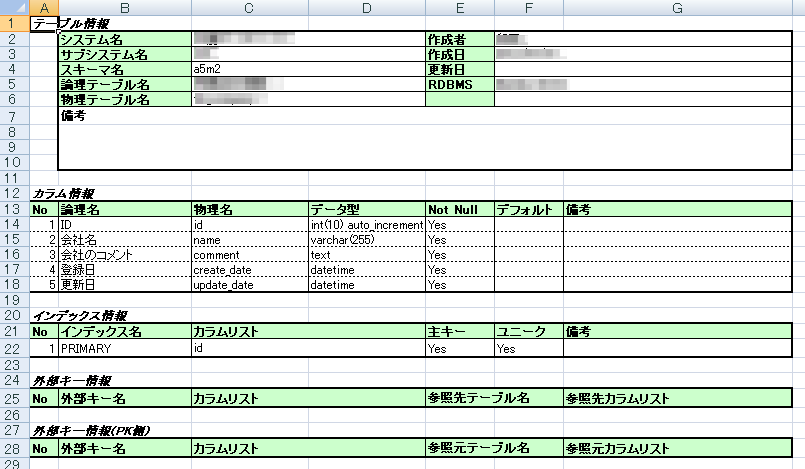 A B C D E F G
1 テーブル情報
2 システム名 作成者
3 サブシステム名 作成日
4 スキーマ名 a5m2 更新日
5 論理テーブル名 RDBMS
6 物理テーブル名
7 備考
8
9
10
11
12 カラム情報
13 No 論理名 物理名 データ型 Not Null デフォルト 備考
14 1 ID id int(10) auto_increment Yes
15 2 会社名 name varchar(255) Yes
16 3 会社のコメント comment text Yes
17 4 登録日 create_date datetime Yes
18 5 更新日 update_date datetime Yes
19
20 インデックス情報
21 No インデックス名 カラムリスト 主キー ユニーク 備考
22 1 PRIMARY id Yes Yes
23
24 外部キー情報
25 No 外部キー名 カラムリスト 参照先テーブル名 参照先カラムリスト
26
27 外部キー情報(PK側)
28 No 外部キー名 カラムリスト 参照元テーブル名 参照元カラムリスト
29